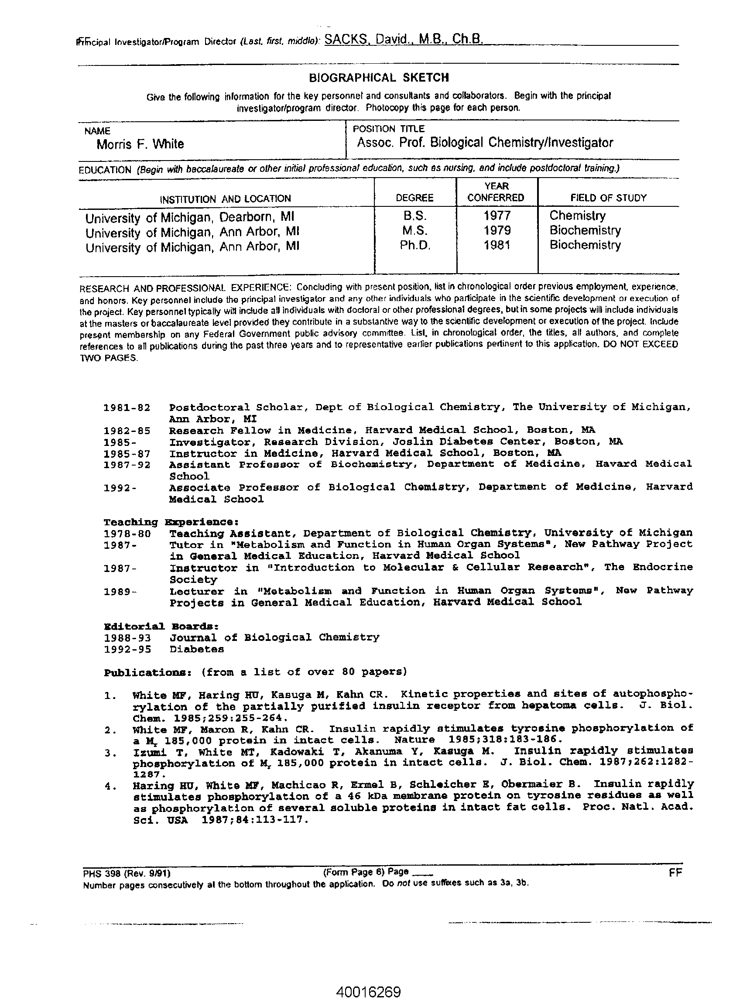 Principal Investigator/Program Director (Last, first, middle): SACKS, David., M.B., Ch.B.
BIOGRAPHICAL SKETCH
Give the following information for the key personnel and consultants and collaborators. Begin with the principal
investigator/program director. Photocopy this page for each person.
NAME
Morris F. White
POSITION TITLE
Assoc. Prof. Biological Chemistry/Investigator
EDUCATION (Begin with baccalaureate or other initial professional education, such as nursing, and include postdoctoral training.)
INSTITUTION AND LOCATION DEGREE YEAR CONFERRED FIELD OF STUDY
University of Michigan, Dearborn, MI B.S. 1977 Chemistry
University of Michigan, Ann Arbor, MI M.S. 1979 Biochemistry
University of Michigan, Ann Arbor, MI Ph.D. 1981 Biochemistry
RESEARCH AND PROFESSIONAL EXPERIENCE: Concluding with present position, list in chronological order previous employment, experience,
and honors. Key personnel include the principal investigator and any other individuals who participate in the scientific development or execution of
the project. Key personnel typically will include all individuals with doctoral or other professional degrees, but in some projects will include individuals
at the masters or baccalaureate level provided they contribute in a substantive way to the scientific development or execution of the project. Include
present membership on any Federal Government public advisory committee. List, in chronological order, the titles, all authors, and complete
references to all publications during the past three years and to representative earlier publications pertinent to this application. DO NOT EXCEED
TWO PAGES.
1981-82 Postdoctoral Scholar, Dept of Biological Chemistry, The University of Michigan,
Ann Arbor, MI
1982-85 Research Fellow in Medicine, Harvard Medical School, Boston, MA
1985- Investigator, Research Division, Joslin Diabetes Center, Boston, MA
1985-87 Instructor in Medicine, Harvard Medical School, Boston, MA
1987-92 Assistant Professor of Biochemistry, Department of Medicine, Havard Medical
School
1992- Associate Professor of Biological Chemistry, Department of Medicine, Harvard
Medical School
Teaching Experience:
1978-80 Teaching Assistant, Department of Biological Chemistry, University of Michigan
1987- Tutor in "Metabolism and Function in Human Organ Systems", New Pathway Project
in General Medical Education, Harvard Medical School
1987- Instructor in "Introduction to Molecular & Cellular Research", The Endocrine
Society
1989- Lecturer in "Metabolism and Function in Human Organ Systems", New Pathway
Projects in General Medical Education, Harvard Medical School
Editorial Boards:
1988-93 Journal of Biological Chemistry
1992-95 Diabetes
Publications: (from a list of over 80 papers)
1. White MF, Haring HU, Kasuga M, Kahn CR. Kinetic properties and sites of autophospho-
rylation of the partially purified insulin receptor from hepatoma cells. J. Biol.
Chem. 1985;259:255-264.
2. White MF, Maron R, Kahn CR. Insulin rapidly stimulates tyrosine phosphorylation of
a Mr 185,000 protein in intact cells. Nature 1985;318:183-186.
3. Izumi T, White MT, Kadowaki T, Akanuma Y, Kasuga M. Insulin rapidly stimulates
phosphorylation of Mr 185,000 protein in intact cells. J. Biol. Chem. 1987;262:1282-
1287.
4. Haring HU, White MF, Machicao R, Ermel B, Schleicher E, Obermaier B. Insulin rapidly
stimulates phosphorylation of a 46 kDa membrane protein on tyrosine residues as well
as phosphorylation of several soluble proteins in intact fat cells. Proc. Natl. Acad.
Sci. USA 1987;84:113-117.
PHS 398 (Rev. 9/91) (Form Page 6) Page ____ FF
Number pages consecutively at the bottom throughout the application. Do not use suffixes such as 3a, 3b.
40016269